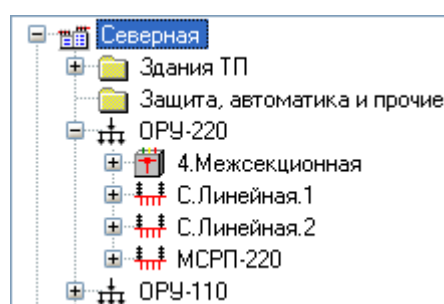 Северная
Здания ТП
Защита, автоматика и прочие
ОРУ-220
4.Межсекционная
С.Линейная.1
С.Линейная.2
МСРП-220
ОРУ-110